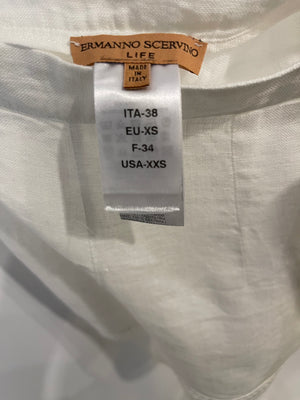 ERMANNO SCERVINO
LIFE
MADE
IN
ITALY
ITA-38
EU-XS
F-34
USA-XXS